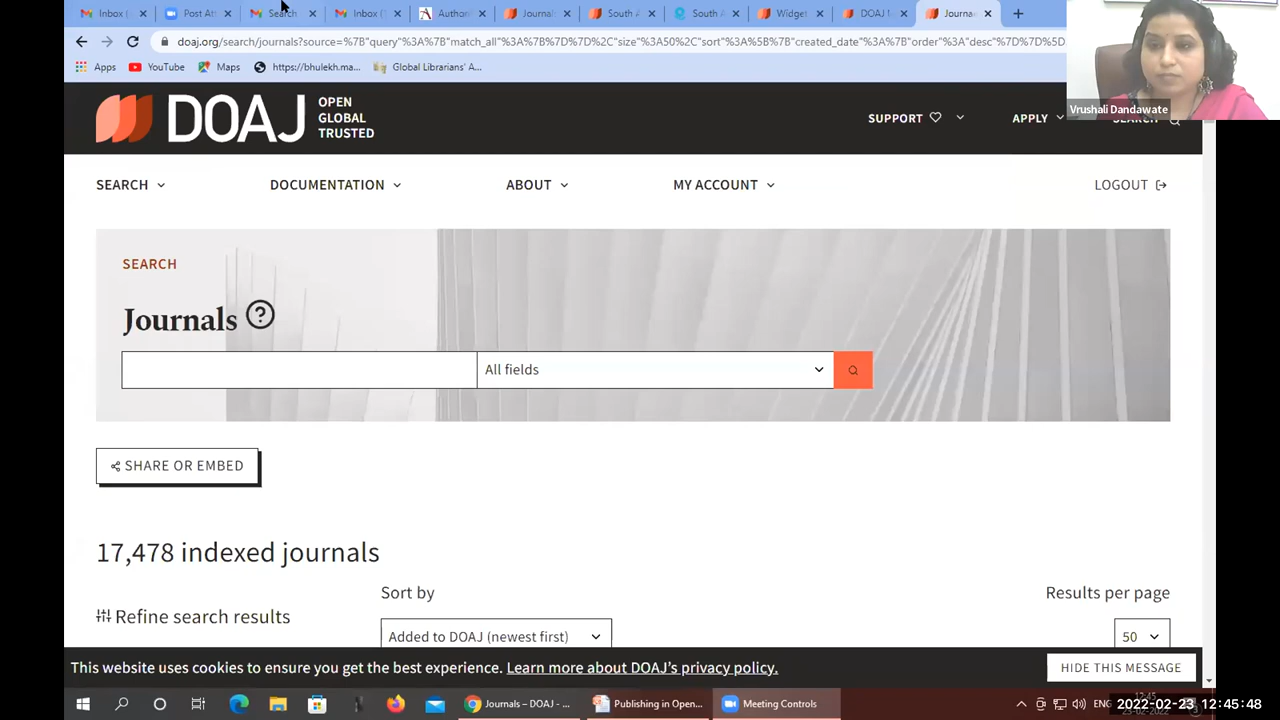 Inbox (
Post At
Search
Inbox (
Author
Journal
South A
South A
Widget
DOAJ M
Journa
doaj.org/search/journals?source=%7B"query"%3A%7B"match_all"%3A%7B%7D%7D%2C"size"%3A50%2C"sort"%3A%5B%7B"created_date"%3A%7B"order"%3A"desc"%7D%7D%5D
Apps
YouTube
Maps
https://bhulekh.ma...
Global Librarians' A...
Vrushali Dandawate
DOAJ
OPEN
GLOBAL
TRUSTED
SUPPORT
APPLY
SEARCH
SEARCH
DOCUMENTATION
ABOUT
MY ACCOUNT
LOGOUT
SEARCH
Journals ?
All fields
SHARE OR EMBED
17,478 indexed journals
Sort by
Results per page
Refine search results
Added to DOAJ (newest first)
50
This website uses cookies to ensure you get the best experience. Learn more about DOAJ's privacy policy.
HIDE THIS MESSAGE
Journals – DOAJ - ...
Publishing in Open...
Meeting Controls
ENG
12:45
23-02-2022
2022-02-23 12:45:48